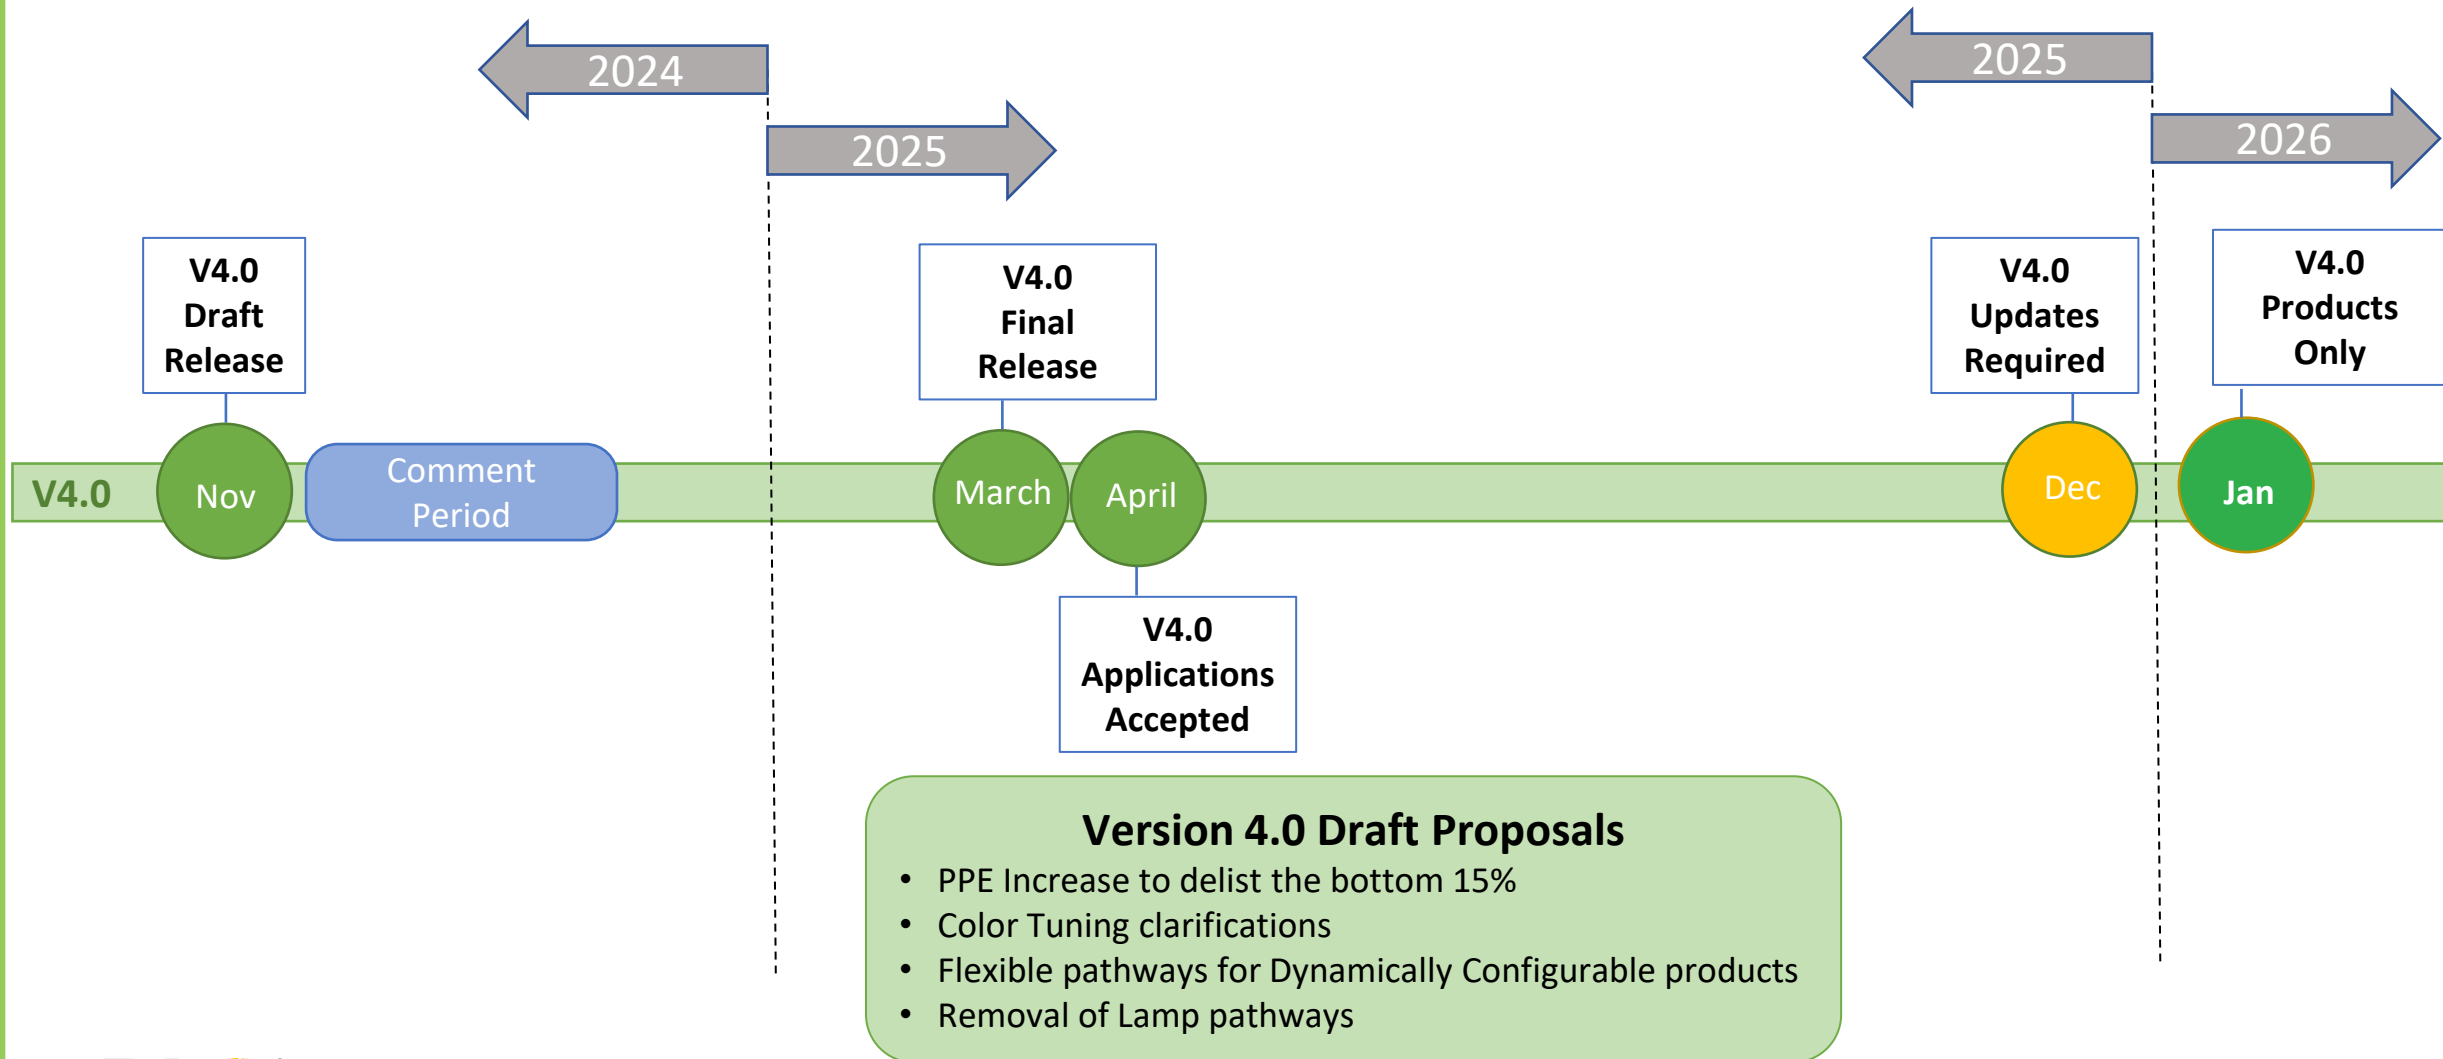 2024
2025
2025
2026
V4.0
Draft
Release
V4.0
Final
Release
V4.0
Updates
Required
V4.0
Products
Only
V4.0
Nov
Comment
Period
March
April
Dec
Jan
V4.0
Applications
Accepted
Version 4.0 Draft Proposals
• PPE Increase to delist the bottom 15%
• Color Tuning clarifications
• Flexible pathways for Dynamically Configurable products
• Removal of Lamp pathways